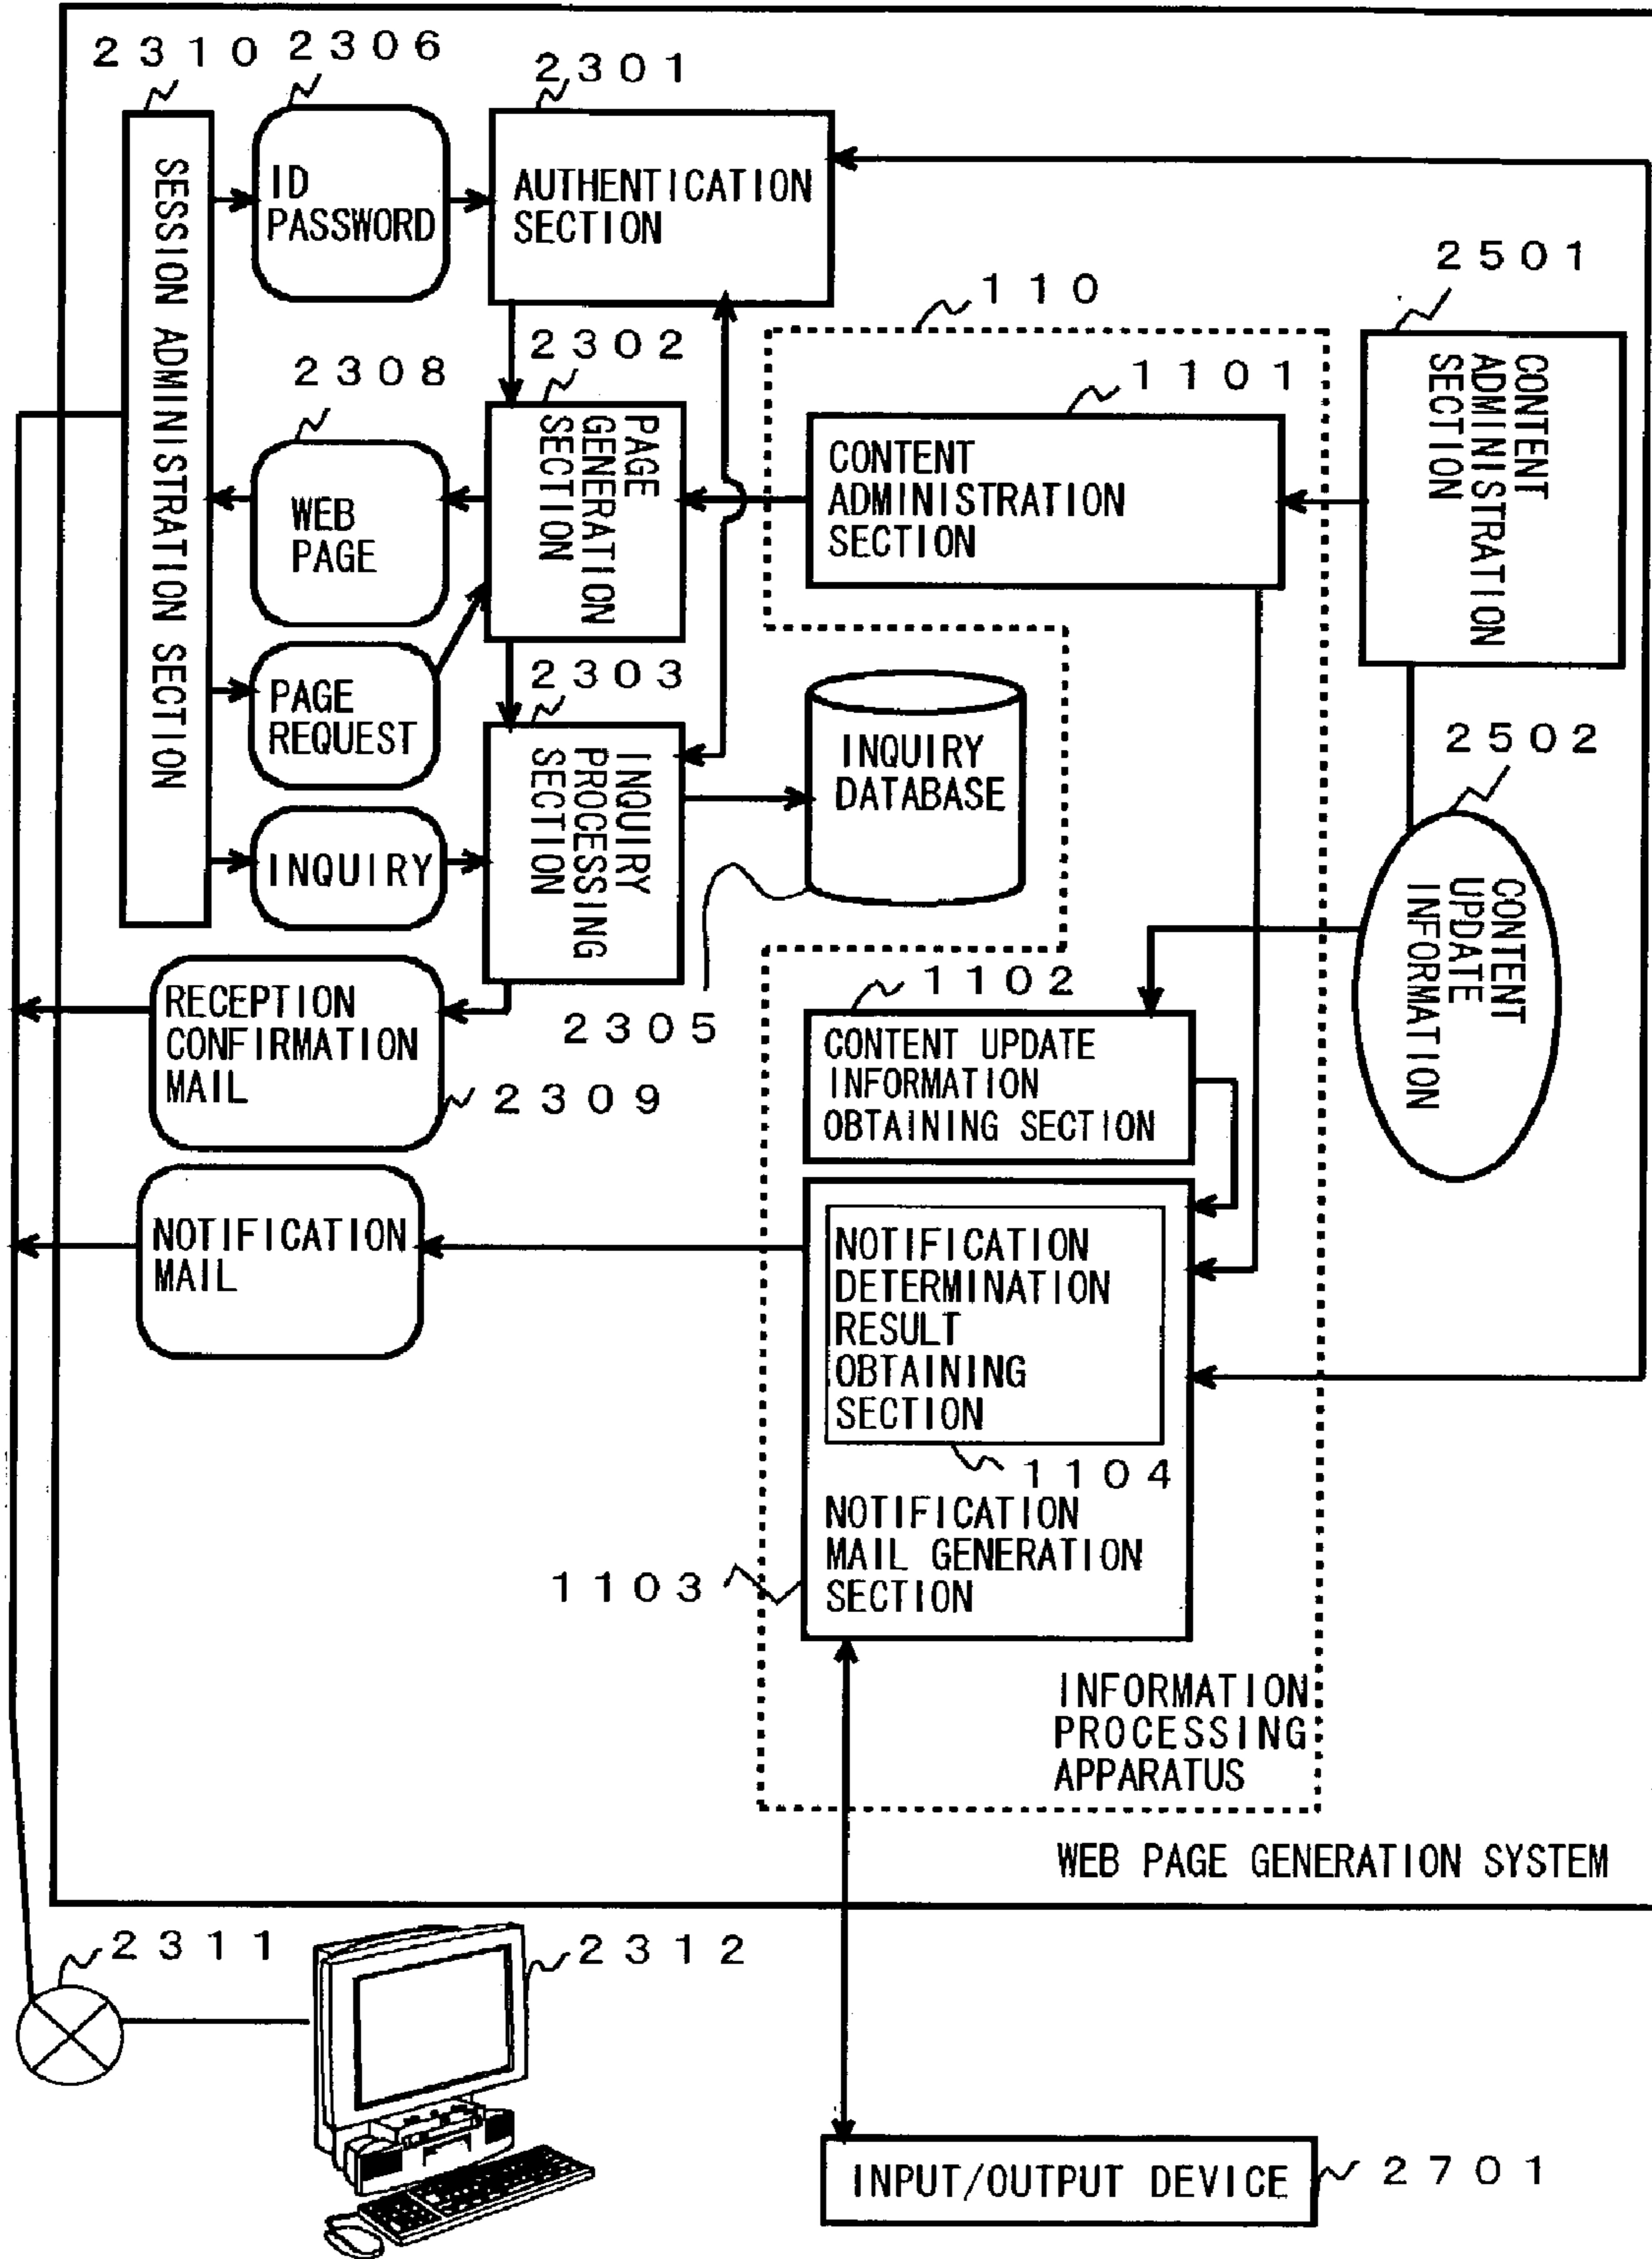 2310
2306
2301
SESSION ADMINISTRATION SECTION
ID
PASSWORD
AUTHENTICATION
SECTION
2501
110
2302
2308
1101
CONTENT
ADMINISTRATION
SECTION
PAGE
GENERATION
SECTION
CONTENT
ADMINISTRATION
SECTION
WEB
PAGE
2303
PAGE
REQUEST
2502
INQUIRY
DATABASE
INQUIRY
PROCESSING
SECTION
INQUIRY
CONTENT
UPDATE
INFORMATION
RECEPTION
CONFIRMATION
MAIL
2305
1102
2309
CONTENT UPDATE
INFORMATION
OBTAINING SECTION
NOTIFICATION
MAIL
NOTIFICATION
DETERMINATION
RESULT
OBTAINING
SECTION
1104
NOTIFICATION
MAIL GENERATION
SECTION
1103
INFORMATION
PROCESSING
APPARATUS
WEB PAGE GENERATION SYSTEM
2311
2312
INPUT/OUTPUT DEVICE
2701